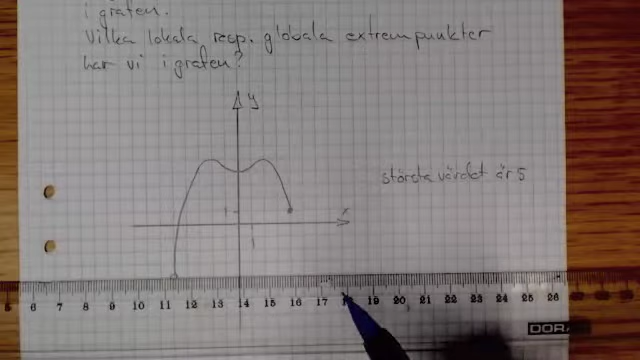 i grafen.
Vilka lokala resp. globala extrempunkter
har vi i grafen?
y
största värdet är 5
1
x
1
5 6 7 8 9 10 11 12 13 14 15 16 17 18 19 20 21 22 23 24 25 26